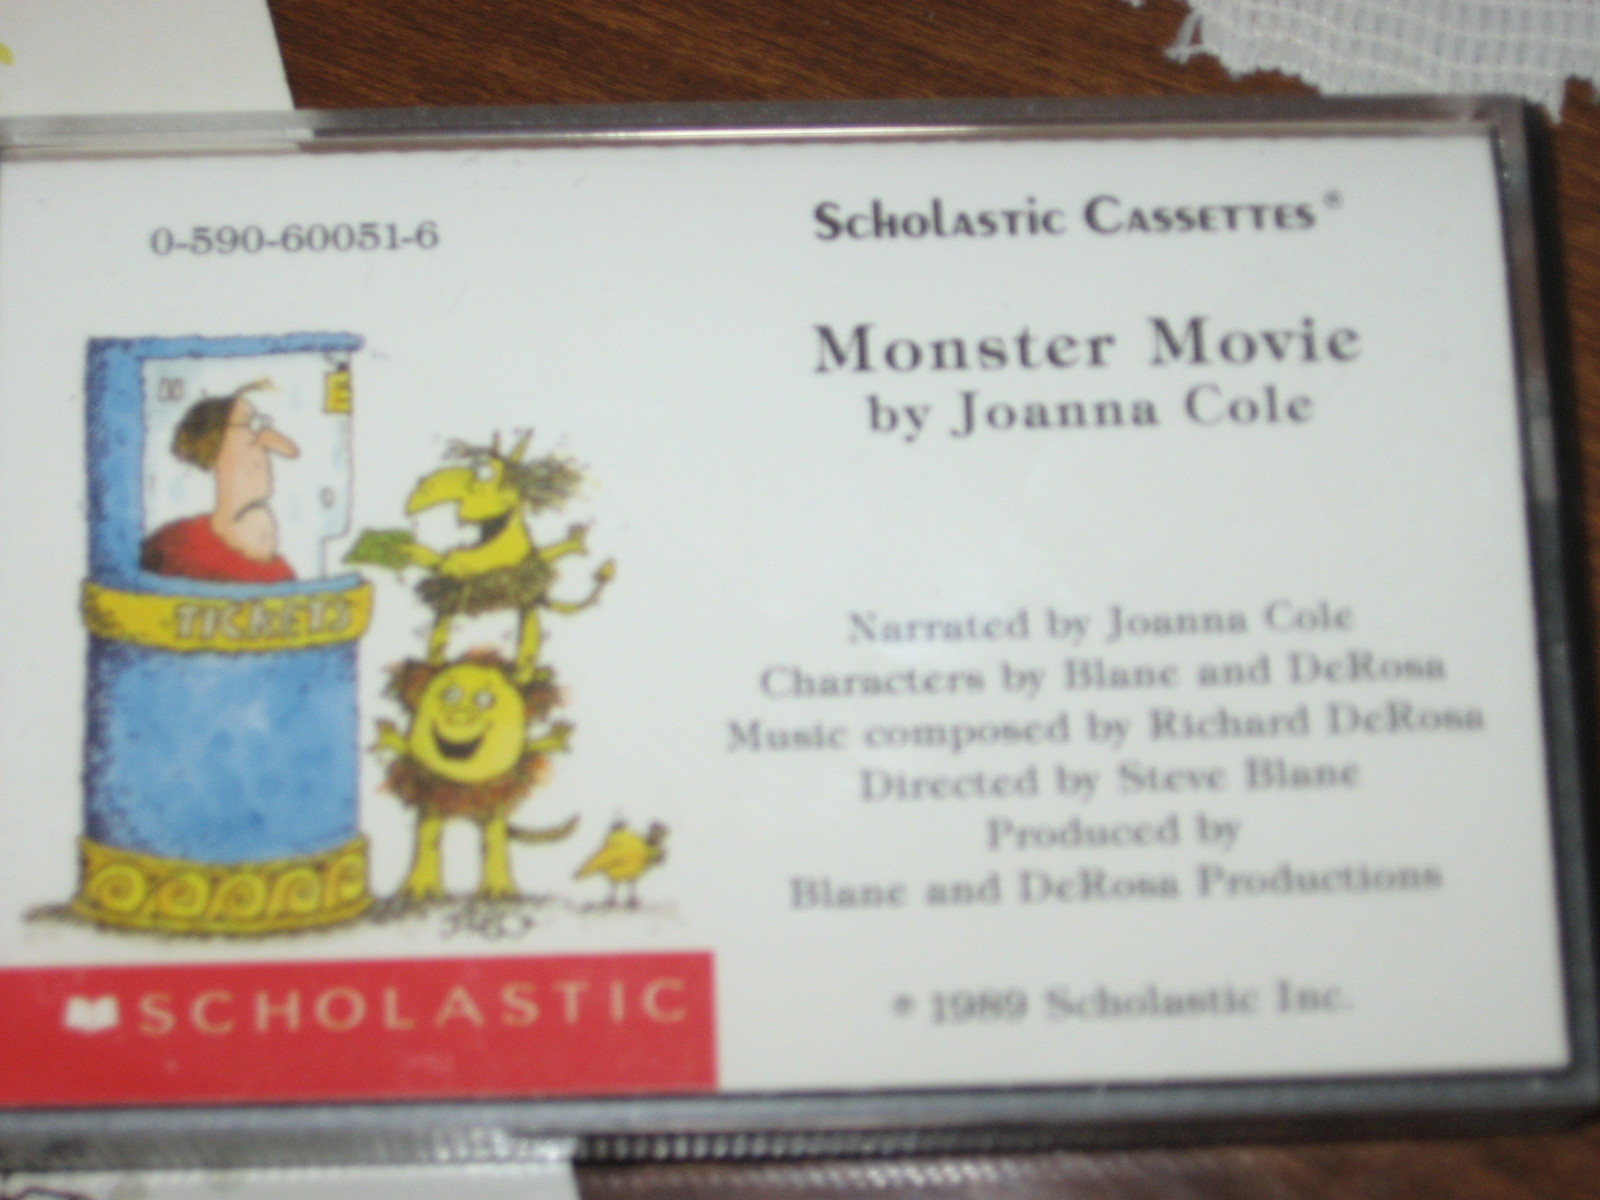 0-590-60051-6
TICKETS
SCHOLASTIC
Scholastic Cassettes®
Monster Movie
by Joanna Cole
Narrated by Joanna Cole
Characters by Blanc and DeRosa
Music composed by Richard DeRosa
Directed by Steve Blanc
Produced by
Blanc and DeRosa Productions
℗ 1989 Scholastic Inc.